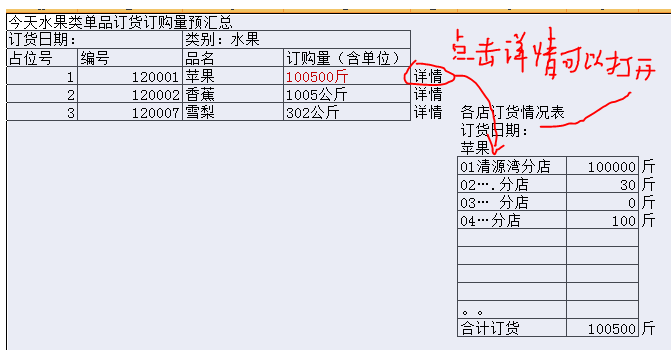 今天水果类单品订货订购量预汇总
订货日期: 类别: 水果
占位号 编号 品名 订购量（含单位）
1 120001 苹果 100500斤 详情
2 120002 香蕉 1005公斤 详情
3 120007 雪梨 302公斤 详情
点击详情可以打开
各店订货情况表
订货日期:
苹果
01清源湾分店 100000 斤
02….分店 30 斤
03… 分店 0 斤
04…分店 100 斤
。。
合计订货 100500 斤